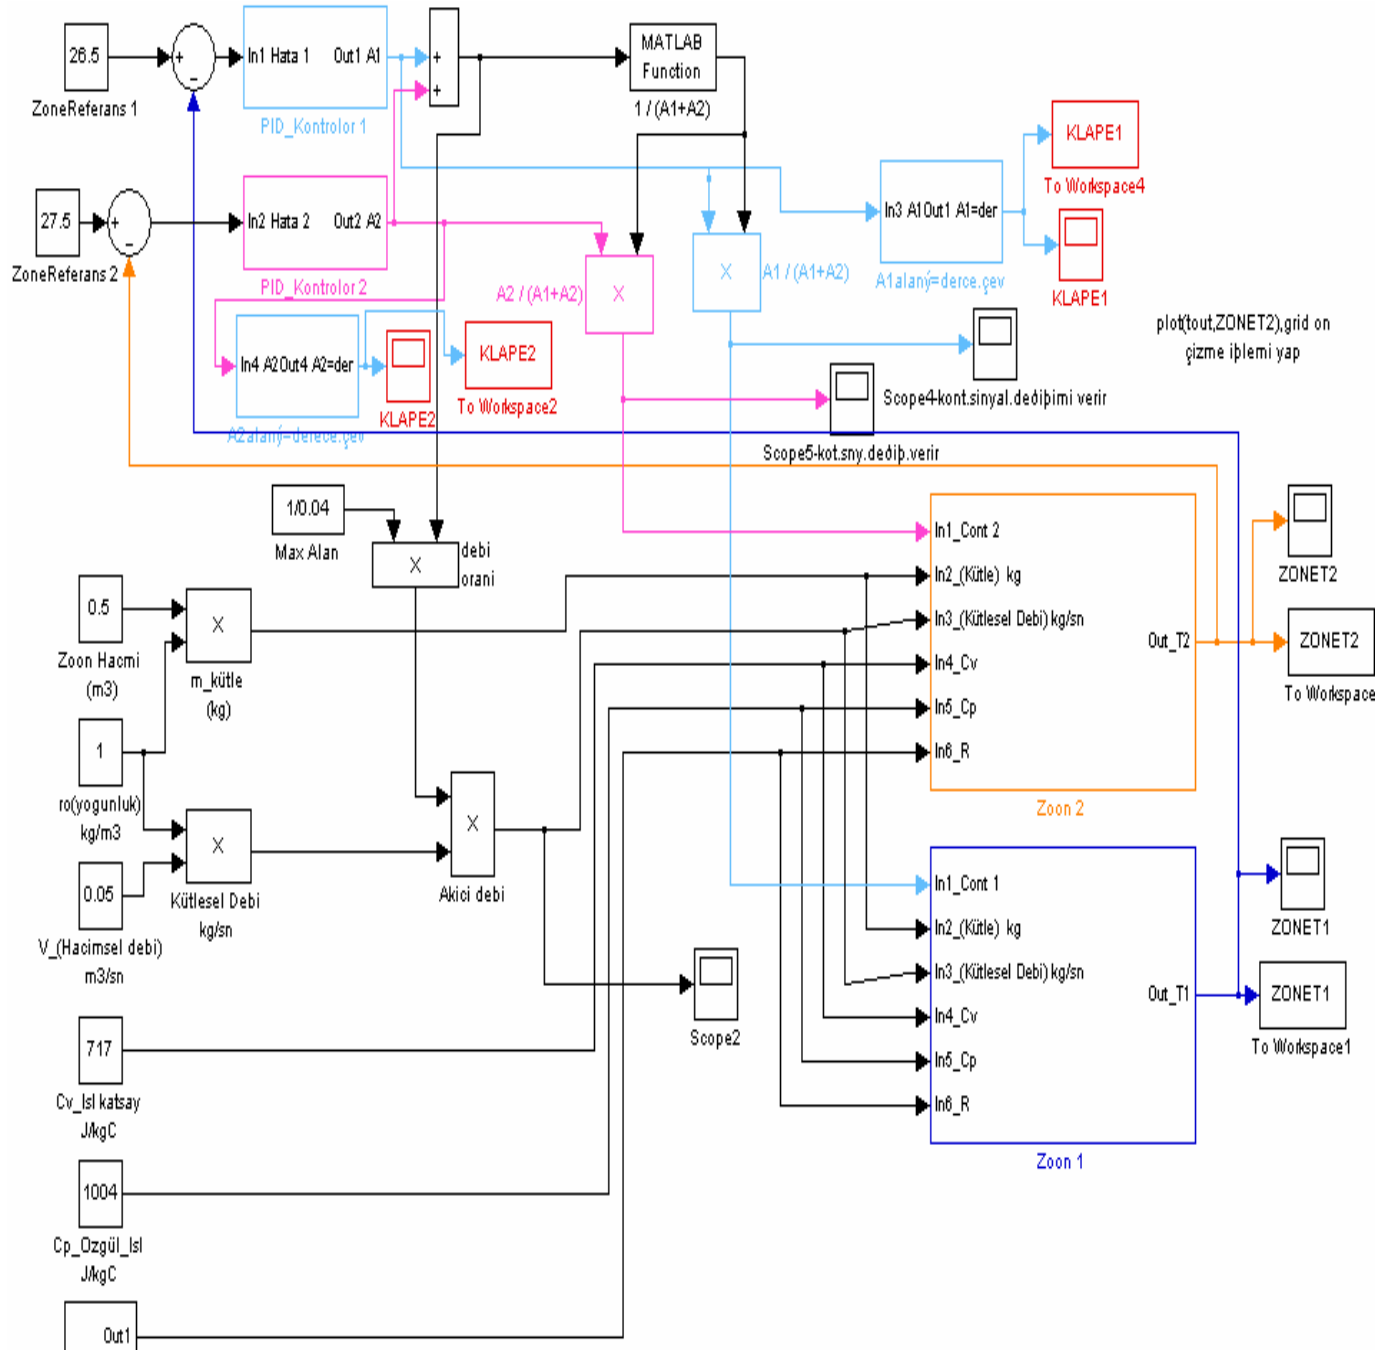 26.5
ZoneReferans 1
+
-
In1 Hata 1
Out1 A1
PID_Kontrolor 1
+
+
MATLAB
Function
1 / (A1+A2)
KLAPE1
To Workspace4
In3 A1Out1 A1=der
A1alaný=derce.çev
KLAPE1
27.5
ZoneReferans 2
+
-
In2 Hata 2
Out2 A2
PID_Kontrolor 2
X
A2 / (A1+A2)
X
A1 / (A1+A2)
In4 A2Out4 A2=der
A2alaný=derece.çev
KLAPE2
KLAPE2
To Workspace2
Scope4-kont.sinyal.deðiþimi verir
Scope5-kot.sny.deðiþ.verir
plot(tout,ZONET2),grid on
çizme iþlemi yap
1/0.04
Max Alan
X
debi
orani
0.5
Zoon Hacmi
(m3)
X
m_kütle
(kg)
1
ro(yogunluk)
kg/m3
0.05
V_(Hacimsel debi)
m3/sn
X
Kütlesel Debi
kg/sn
X
Akici debi
Scope2
In1_Cont 2
In2_(Kütle) kg
In3_(Kütlesel Debi) kg/sn
In4_Cv
In5_Cp
In6_R
Out_T2
Zoon 2
ZONET2
ZONET2
To Workspace
In1_Cont 1
In2_(Kütle) kg
In3_(Kütlesel Debi) kg/sn
In4_Cv
In5_Cp
In6_R
Out_T1
Zoon 1
ZONET1
ZONET1
To Workspace1
717
Cv_Isl katsay
J/kgC
1004
Cp_Ozgül_Isl
J/kgC
Out1